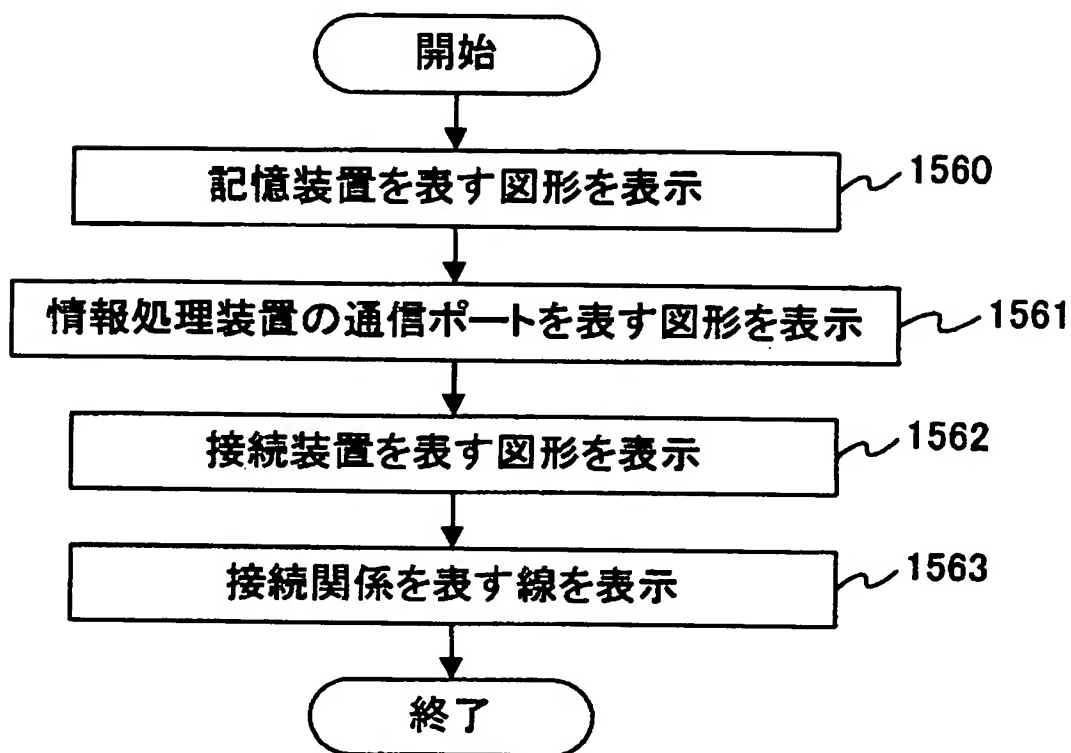 開始
記憶装置を表す図形を表示
1560
情報処理装置の通信ポートを表す図形を表示
1561
接続装置を表す図形を表示
1562
接続関係を表す線を表示
1563
終了